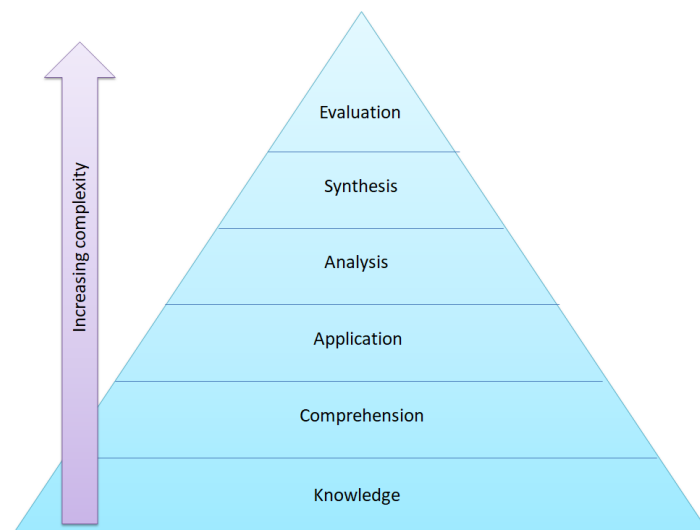 Increasing complexity
Evaluation
Synthesis
Analysis
Application
Comprehension
Knowledge